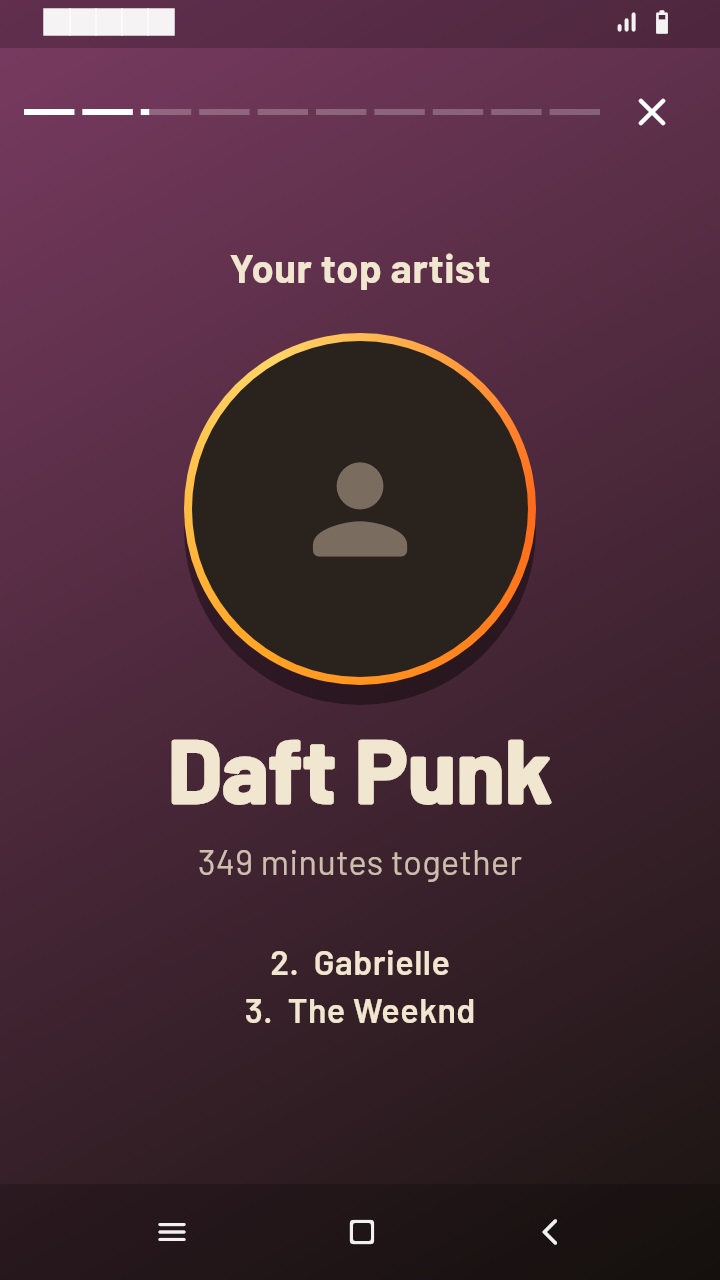 Your top artist
Daft Punk
349 minutes together
2. Gabrielle
3. The Weeknd